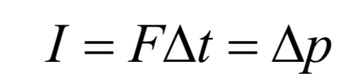 I = FΔt = Δp